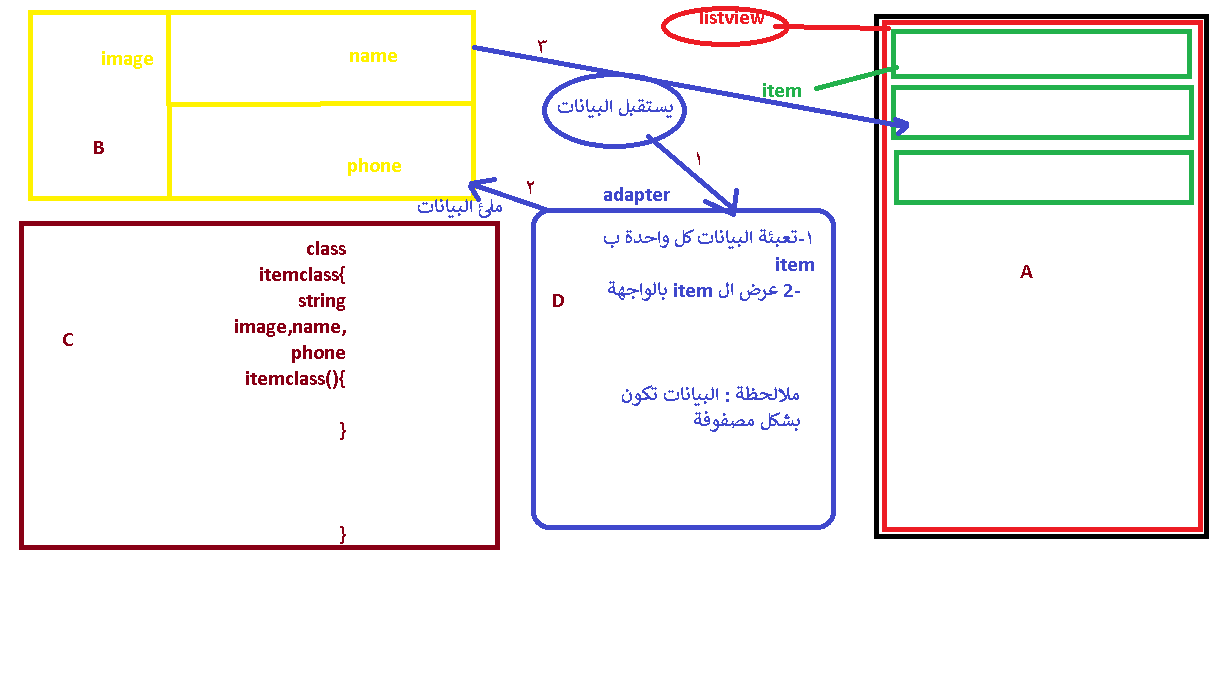 listview
image
name
٣
item
يستقبل البيانات
B
١
phone
٢
adapter
ملئ البيانات
class
itemclass{
string
image,name,
phone
itemclass(){
}
}
C
١-تعبئة البيانات كل واحدة ب
item
2- عرض ال item بالواجهة
D
ملالحظة : البيانات تكون
بشكل مصفوفة
A